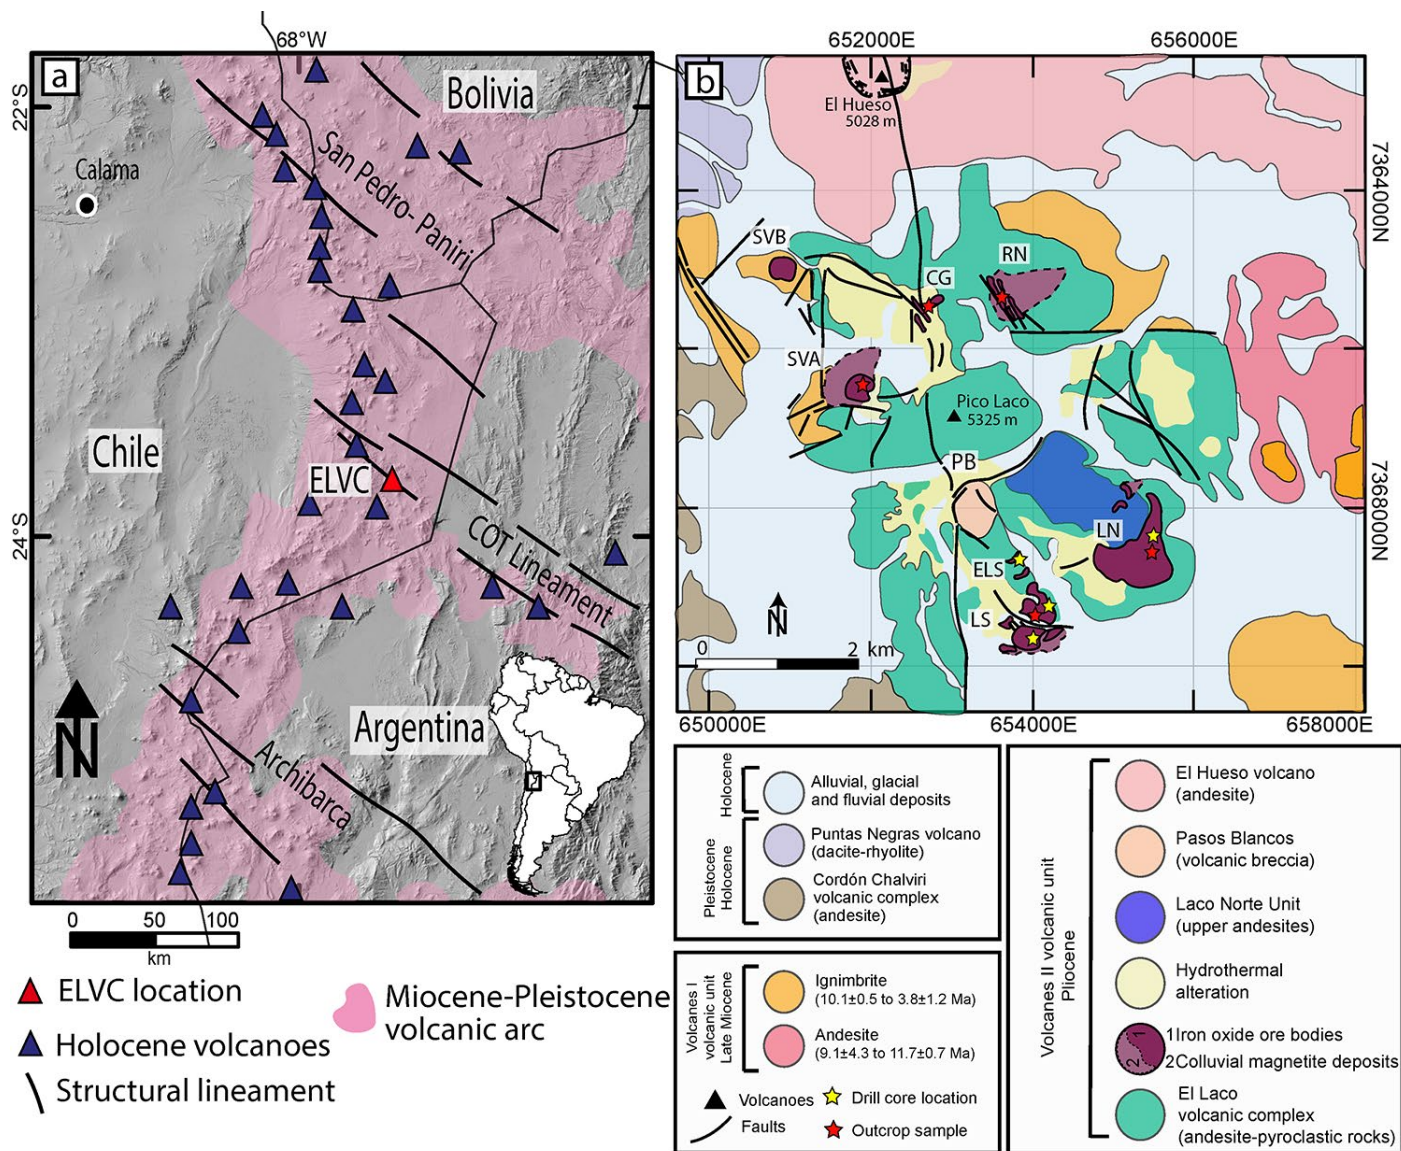 a
68°W
22°S
24°S
Bolivia
Calama
San Pedro- Paniri
Chile
ELVC
COT Lineament
Argentina
Archibarca
N
0 50 100
km
ELVC location
Holocene volcanoes
Structural lineament
Miocene-Pleistocene
volcanic arc
b
652000E
656000E
El Hueso
5028 m
7364000N
SVB
CG
RN
SVA
Pico Laco
5325 m
PB
7368000N
LN
ELS
LS
N
0 2 km
650000E
654000E
658000E
Holocene
Alluvial, glacial
and fluvial deposits
Pleistocene
Holocene
Puntas Negras volcano
(dacite-rhyolite)
Cordón Chalviri
volcanic complex
(andesite)
Volcanes I
volcanic unit
Late Miocene
Ignimbrite
(10.1±0.5 to 3.8±1.2 Ma)
Andesite
(9.1±4.3 to 11.7±0.7 Ma)
Volcanoes
Drill core location
Faults
Outcrop sample
Volcanes II volcanic unit
Pliocene
El Hueso volcano
(andesite)
Pasos Blancos
(volcanic breccia)
Laco Norte Unit
(upper andesites)
Hydrothermal
alteration
1
2
1Iron oxide ore bodies
2Colluvial magnetite deposits
El Laco
volcanic complex
(andesite-pyroclastic rocks)